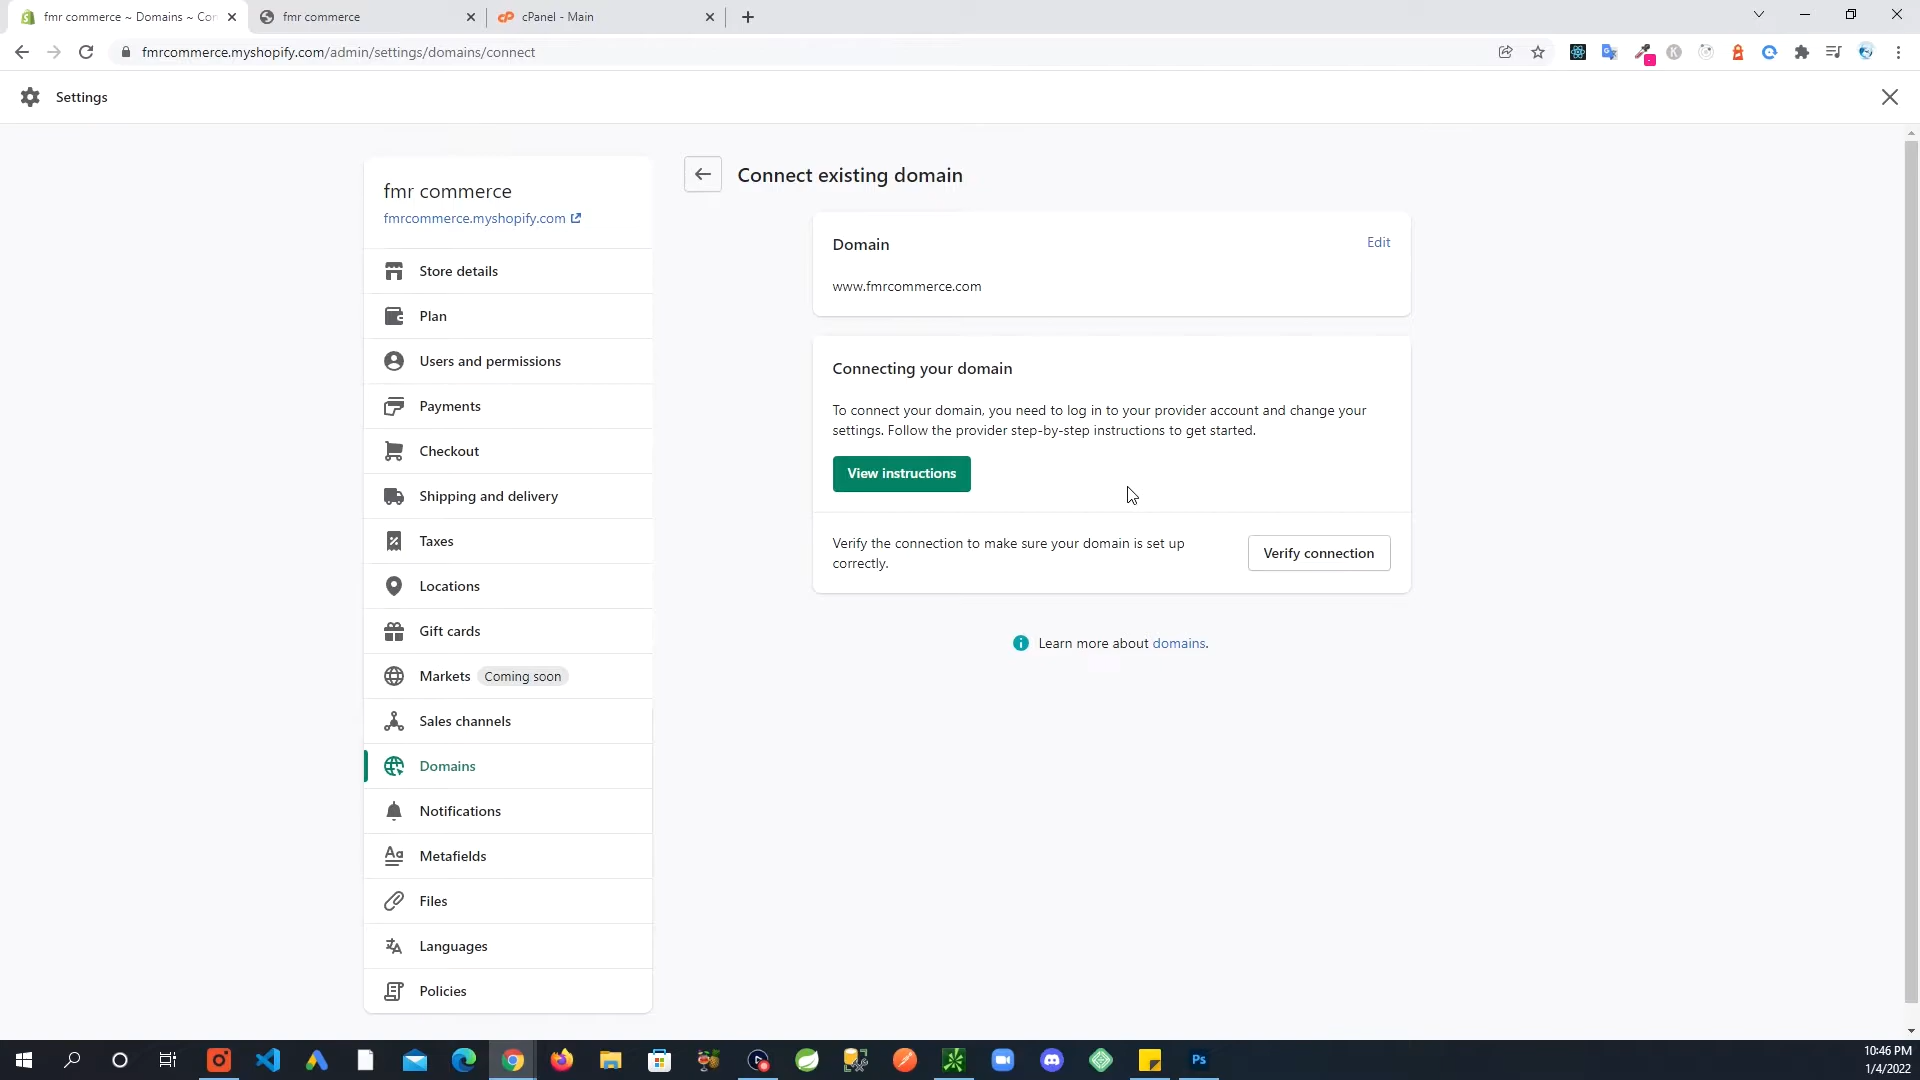 fmr commerce ~ Domains ~ Con
fmr commerce
cPanel - Main
fmrcommerce.myshopify.com/admin/settings/domains/connect
Settings
fmr commerce
fmrcommerce.myshopify.com
Store details
Plan
Users and permissions
Payments
Checkout
Shipping and delivery
Taxes
Locations
Gift cards
Markets Coming soon
Sales channels
Domains
Notifications
Metafields
Files
Languages
Policies
Connect existing domain
Domain
Edit
www.fmrcommerce.com
Connecting your domain
To connect your domain, you need to log in to your provider account and change your
settings. Follow the provider step-by-step instructions to get started.
View instructions
Verify the connection to make sure your domain is set up
correctly.
Verify connection
Learn more about domains.
Ps
10:46 PM
1/4/2022